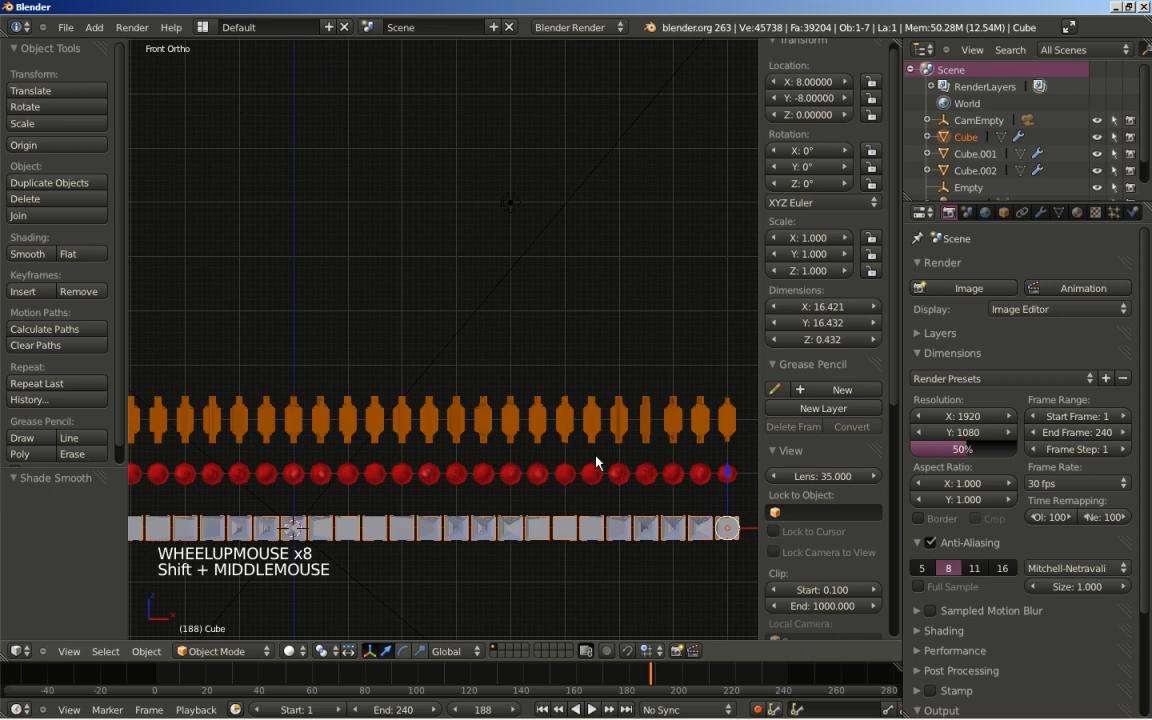 Blender
File Add Render Help Default Scene Blender Render blender.org 263 | Ve:45738 | Fa:39204 | Ob:1-7 | La:1 | Mem:50.28M (12.54M) | Cube
Object Tools
Transform:
Translate
Rotate
Scale
Origin
Object:
Duplicate Objects
Delete
Join
Shading:
Smooth Flat
Keyframes:
Insert Remove
Motion Paths:
Calculate Paths
Clear Paths
Repeat:
Repeat Last
History...
Grease Pencil:
Draw Line
Poly Erase
Shade Smooth
Front Ortho
WHEELUPMOUSE x8
Shift + MIDDLEMOUSE
(188) Cube
Transform
Location:
X: 8.00000
Y: -8.00000
Z: 0.00000
Rotation:
X: 0°
Y: 0°
Z: 0°
XYZ Euler
Scale:
X: 1.000
Y: 1.000
Z: 1.000
Dimensions:
X: 16.421
Y: 16.432
Z: 0.432
Grease Pencil
New
New Layer
Delete Fram Convert
View
Lens: 35.000
Lock to Object:
Lock to Cursor
Lock Camera to View
Clip:
Start: 0.100
End: 1000.000
Local Camera:
View Search All Scenes
Scene
RenderLayers
World
CamEmpty
Cube
Cube.001
Cube.002
Empty
Scene
Render
Image Animation
Display: Image Editor
Layers
Dimensions
Render Presets
Resolution: Frame Range:
X: 1920 Start Frame: 1
Y: 1080 End Frame: 240
50% Frame Step: 1
Aspect Ratio: Frame Rate:
X: 1.000 30 fps
Y: 1.000 Time Remapping:
Border Crop Ol: 100 Ne: 100
Anti-Aliasing
5 8 11 16 Mitchell-Netravali
Full Sample Size: 1.000
Sampled Motion Blur
Shading
Performance
Post Processing
Stamp
Output
View Select Object Object Mode Global
-40 -20 0 20 40 60 80 100 120 140 160 180 200 220 240 260 280
View Marker Frame Playback Start: 1 End: 240 188 No Sync